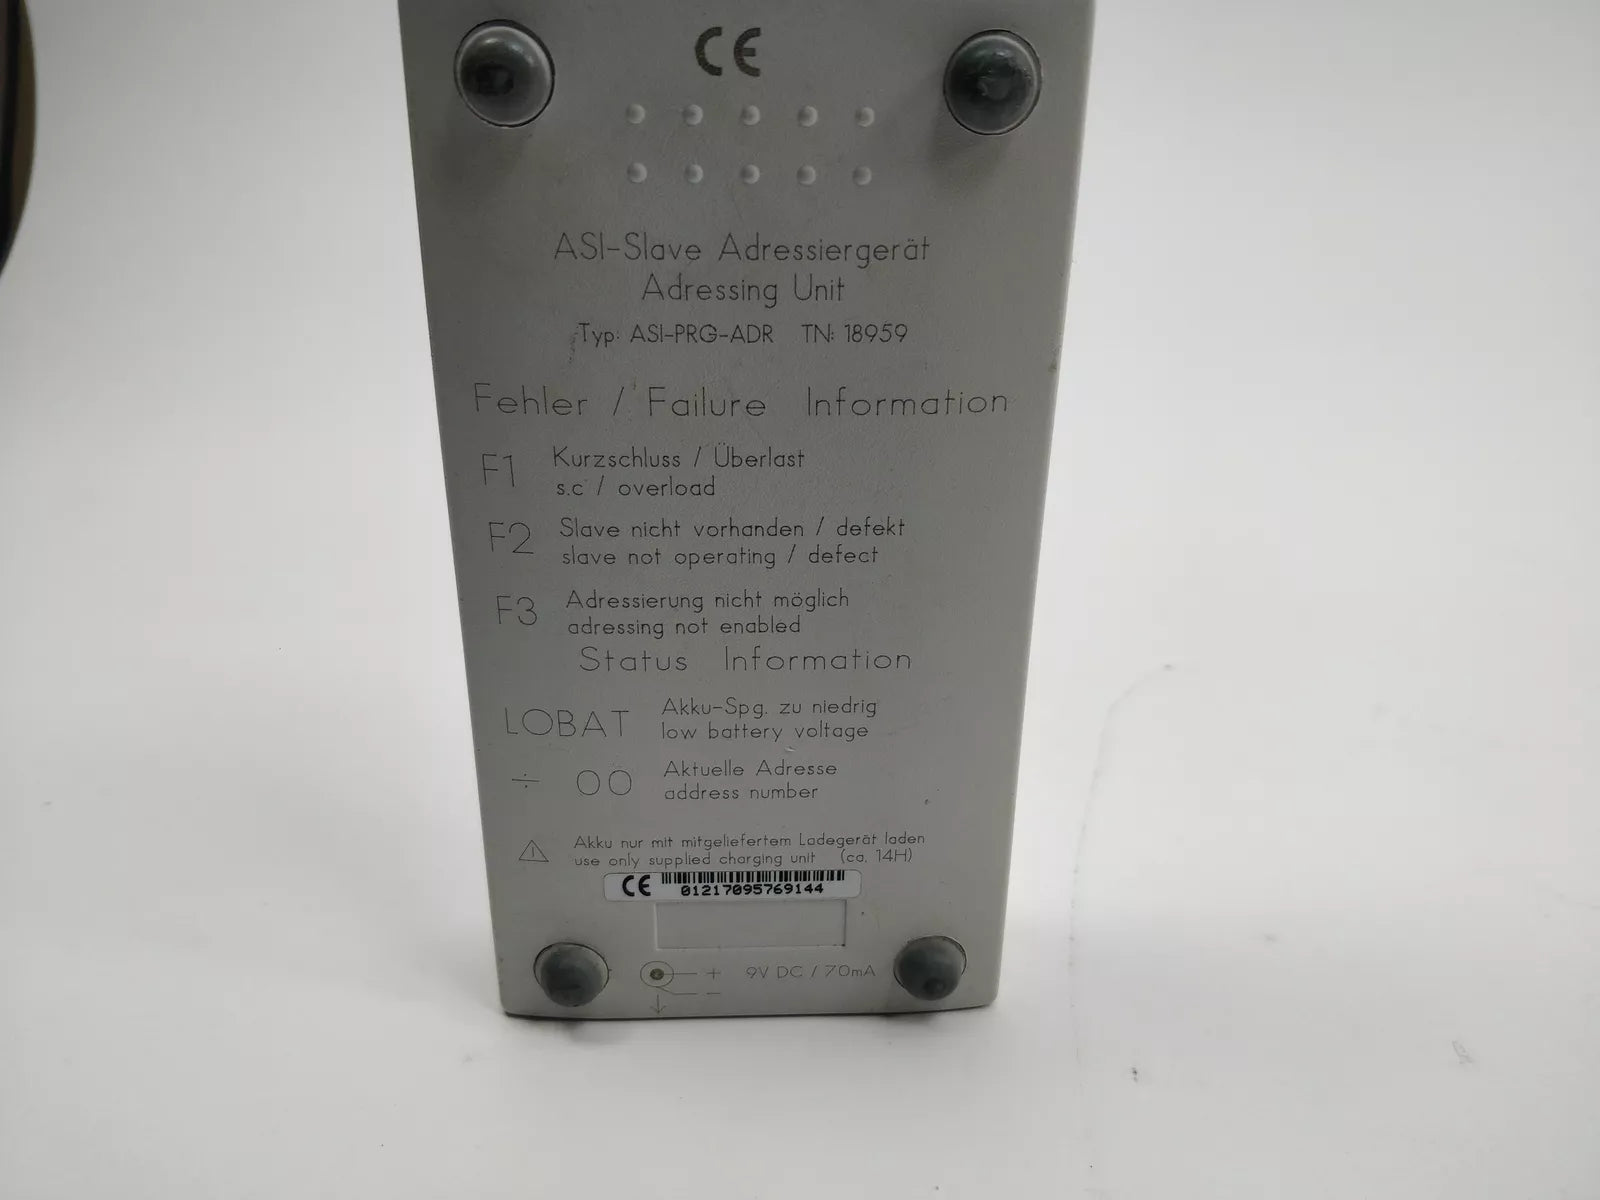 CE
ASI-Slave Adressiergerät
Adressing Unit
Typ: ASI-PRG-ADR TN: 18959
Fehler / Failure Information
F1 Kurzschluss / Überlast
s.c / overload
F2 Slave nicht vorhanden / defekt
slave not operating / defect
F3 Adressierung nicht möglich
adressing not enabled
Status Information
LOBAT Akku-Spg. zu niedrig
low battery voltage
÷ 00 Aktuelle Adresse
address number
Akku nur mit mitgeliefertem Ladegerät laden
use only supplied charging unit (ca. 14H)
CE 01217095769144
+ 9V DC / 70mA
-